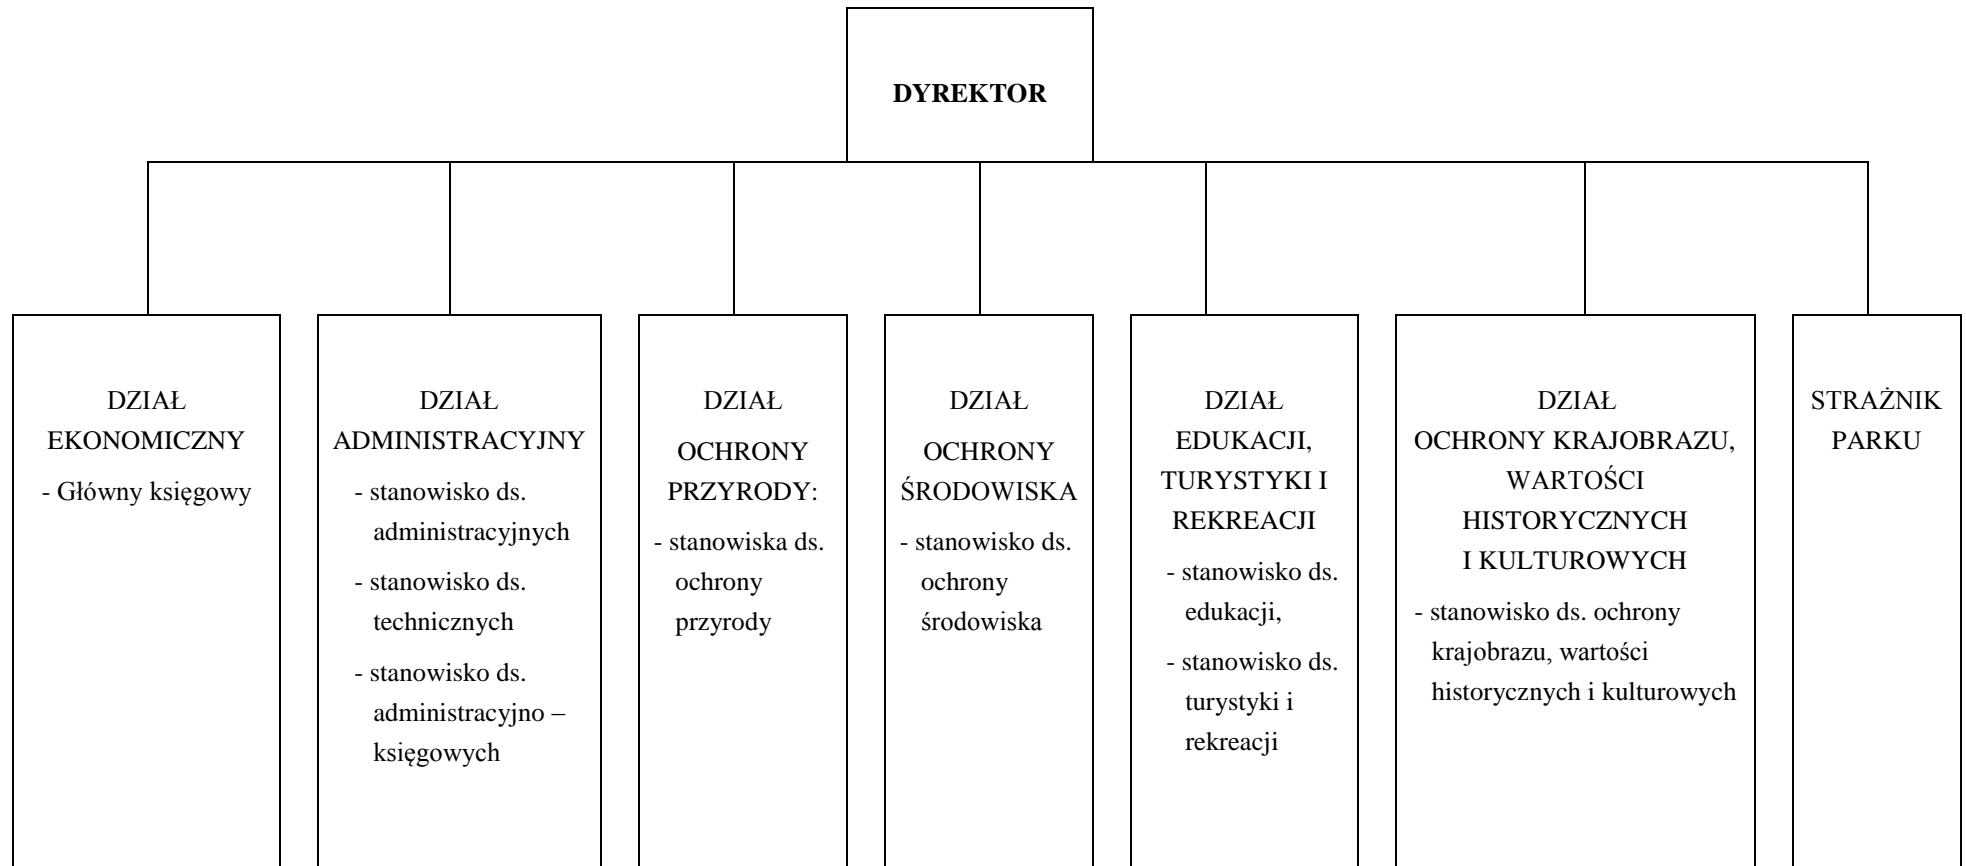 DYREKTOR
DZIAŁ
EKONOMICZNY
- Główny księgowy
DZIAŁ
ADMINISTRACYJNY
- stanowisko ds.
administracyjnych
- stanowisko ds.
technicznych
- stanowisko ds.
administracyjno –
księgowych
DZIAŁ
OCHRONY
PRZYRODY:
- stanowiska ds.
ochrony
przyrody
DZIAŁ
OCHRONY
ŚRODOWISKA
- stanowisko ds.
ochrony
środowiska
DZIAŁ
EDUKACJI,
TURYSTYKI I
REKREACJI
- stanowisko ds.
edukacji,
- stanowisko ds.
turystyki i
rekreacji
DZIAŁ
OCHRONY KRAJOBRAZU,
WARTOŚCI
HISTORYCZNYCH
I KULTUROWYCH
- stanowisko ds. ochrony
krajobrazu, wartości
historycznych i kulturowych
STRAŻNIK
PARKU